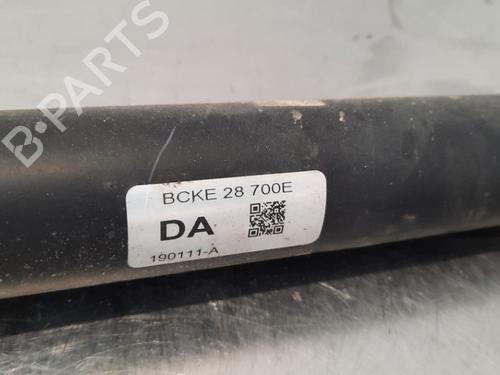 B-PARTS
BCKE 28 700E
DA
190111-A